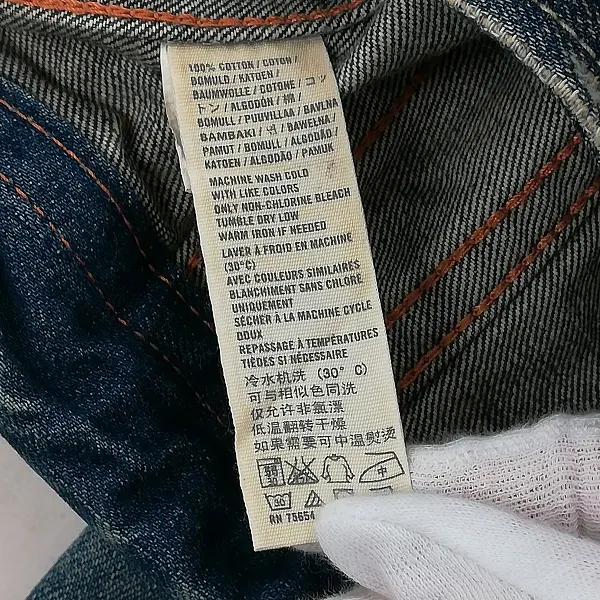 100% COTTON / COTON /
BOMULD / KATOEN /
BAUMWOLLE / COTONE / コッ
トン / ALGODÓN / 棉 /
BOMULL / PUUVILLAA / BAVLNA
BAMBAKI / 면 / BAWEŁNA /
PAMUT / BOMULL / ALGODÃO /
KATOEN / ALGODÃO / PAMUK
MACHINE WASH COLD
WITH LIKE COLORS
ONLY NON-CHLORINE BLEACH
TUMBLE DRY LOW
WARM IRON IF NEEDED
LAVER À FROID EN MACHINE
(30°C)
AVEC COULEURS SIMILAIRES
BLANCHIMENT SANS CHLORE
UNIQUEMENT
SÉCHER À LA MACHINE CYCLE
DOUX
REPASSAGE À TEMPÉRATURES
TIÈDES SI NÉCESSAIRE
冷水机洗 (30° C)
可与相似色同洗
仅允许非氯漂
低温翻转干燥
如果需要可中温熨烫
中
30°
RN 75654